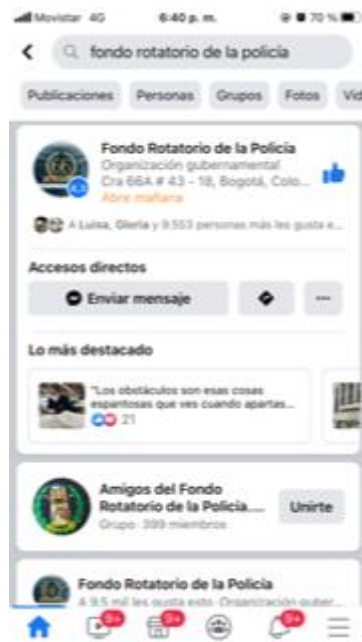 Movistar 4G 6:40 p. m. 70 %
fondo rotatorio de la policía
Publicaciones Personas Grupos Fotos Vid
Fondo Rotatorio de la Policía
Organización gubernamental
Cra 66A # 43 - 18, Bogotá, Colo...
Abre mañana
4,3
A Luisa, Gloria y 9.553 personas más les gusta e...
Accesos directos
Enviar mensaje
Lo más destacado
"Los obstáculos son esas cosas
espantosas que ves cuando apartas...
21
Amigos del Fondo
Rotatorio de la Policía....
Grupo · 399 miembros
Unirte
Fondo Rotatorio de la Policía
A 9.5 mil les gusta esto · Organización guber...
9+ 9+ 9+